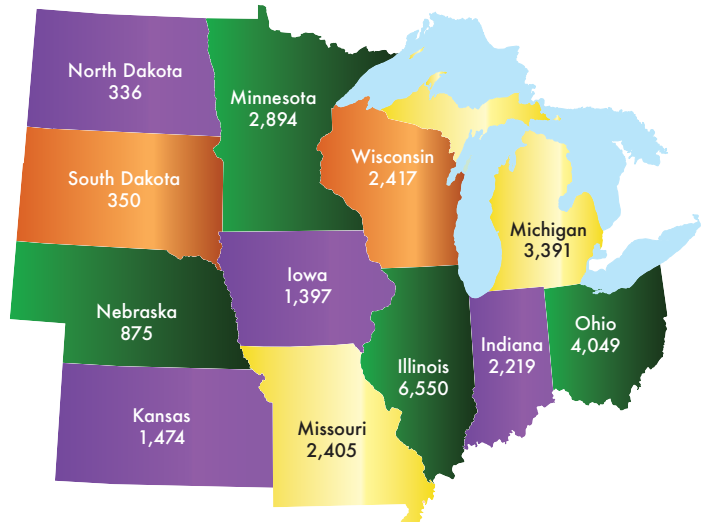 North Dakota
336
Minnesota
2,894
Wisconsin
2,417
South Dakota
350
Michigan
3,391
Iowa
1,397
Nebraska
875
Illinois
6,550
Indiana
2,219
Ohio
4,049
Kansas
1,474
Missouri
2,405